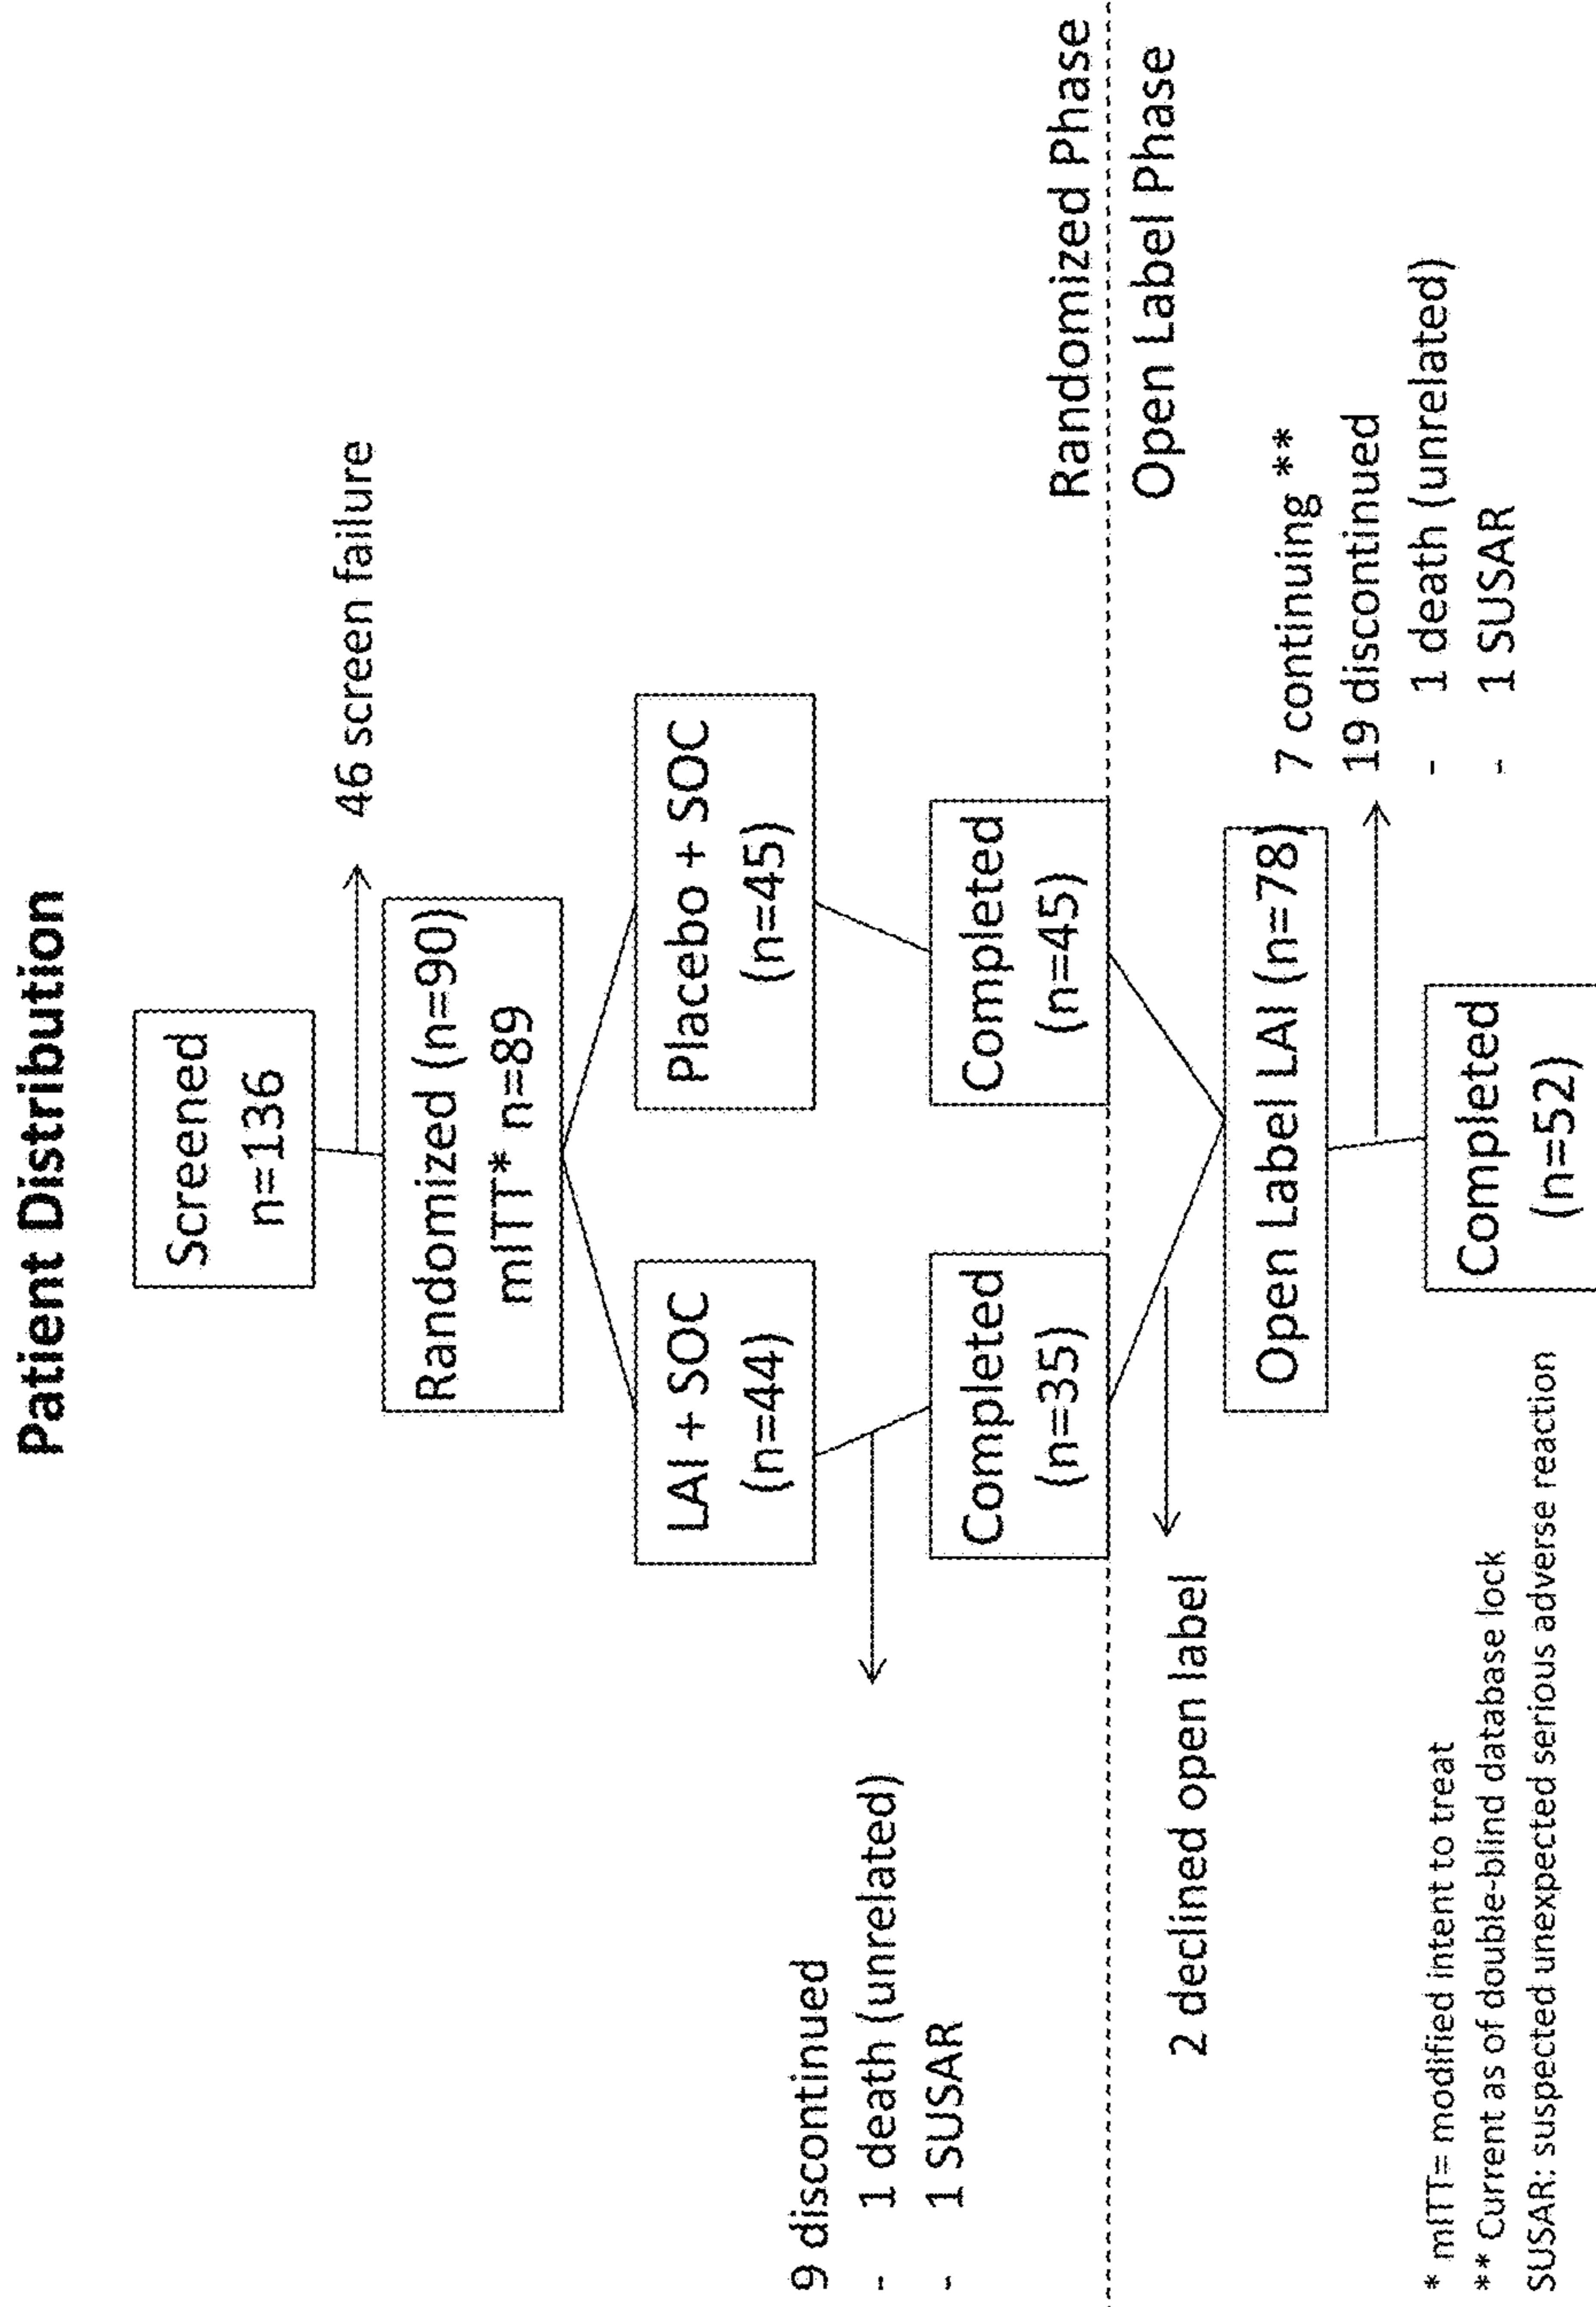 Patient Distribution
Screened
n=136
46 screen failure
Randomized (n=90)
mITT* n=89
LAI + SOC
(n=44)
Placebo + SOC
(n=45)
9 discontinued
- 1 death (unrelated)
- 1 SUSAR
Completed
(n=35)
Completed
(n=45)
Randomized Phase
Open Label Phase
2 declined open label
Open Label LAI (n=78)
7 continuing **
19 discontinued
- 1 death (unrelated)
- 1 SUSAR
Completed
(n=52)
* mITT= modified intent to treat
** Current as of double-blind database lock
SUSAR: suspected unexpected serious adverse reaction